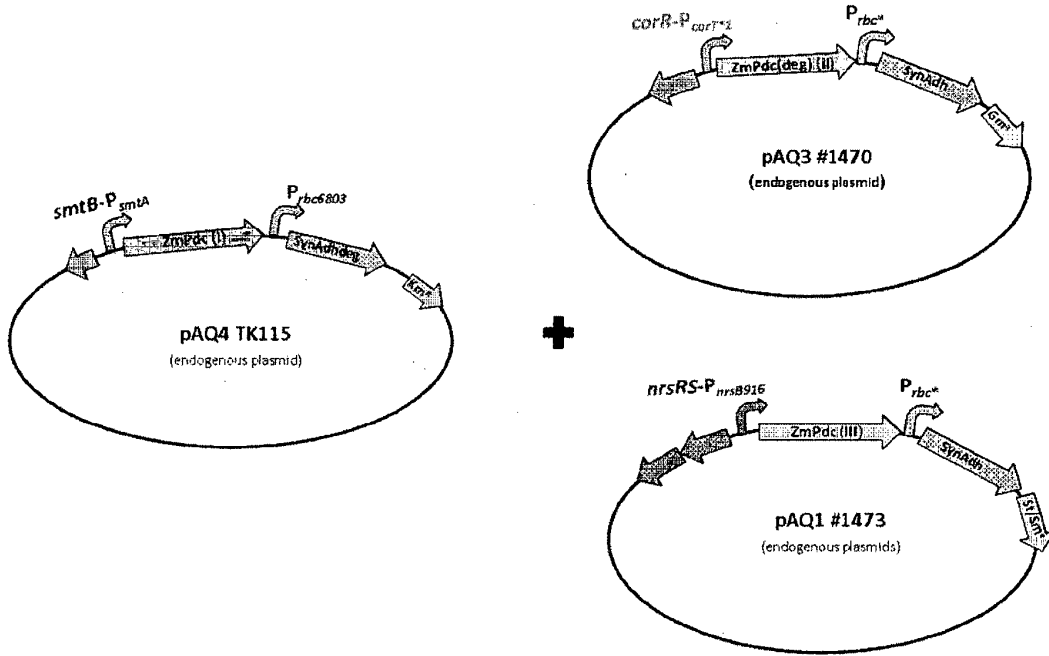 smtB-PsmtA
Prbc6803
ZmPdc (I)
SynAdhdeg
Kmᴿ
pAQ4 TK115
(endogenous plasmid)
corR-PcorT*1
Prbc*
ZmPdc(deg) (II)
SynAdh
Gmᴿ
pAQ3 #1470
(endogenous plasmid)
nrsRS-PnrsB916
Prbc*
ZmPdc (III)
SynAdh
pAQ1 #1473
(endogenous plasmids)